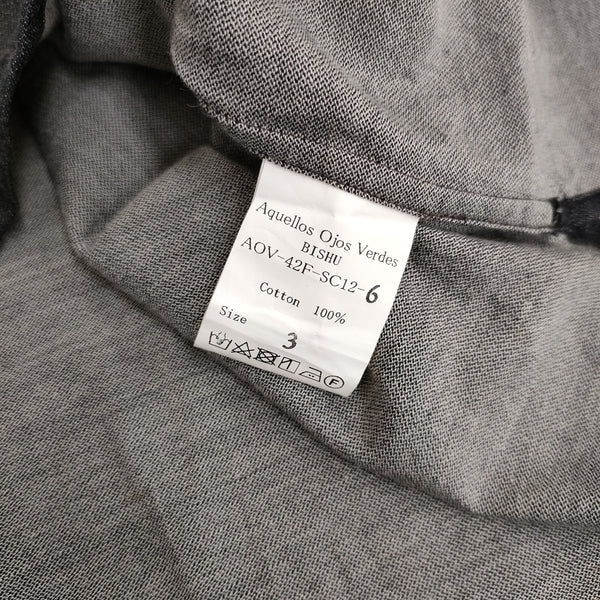 Aquellos Ojos Verdes
BISHU
AOV-42F-SC12-6
Cotton 100%
Size 3
F